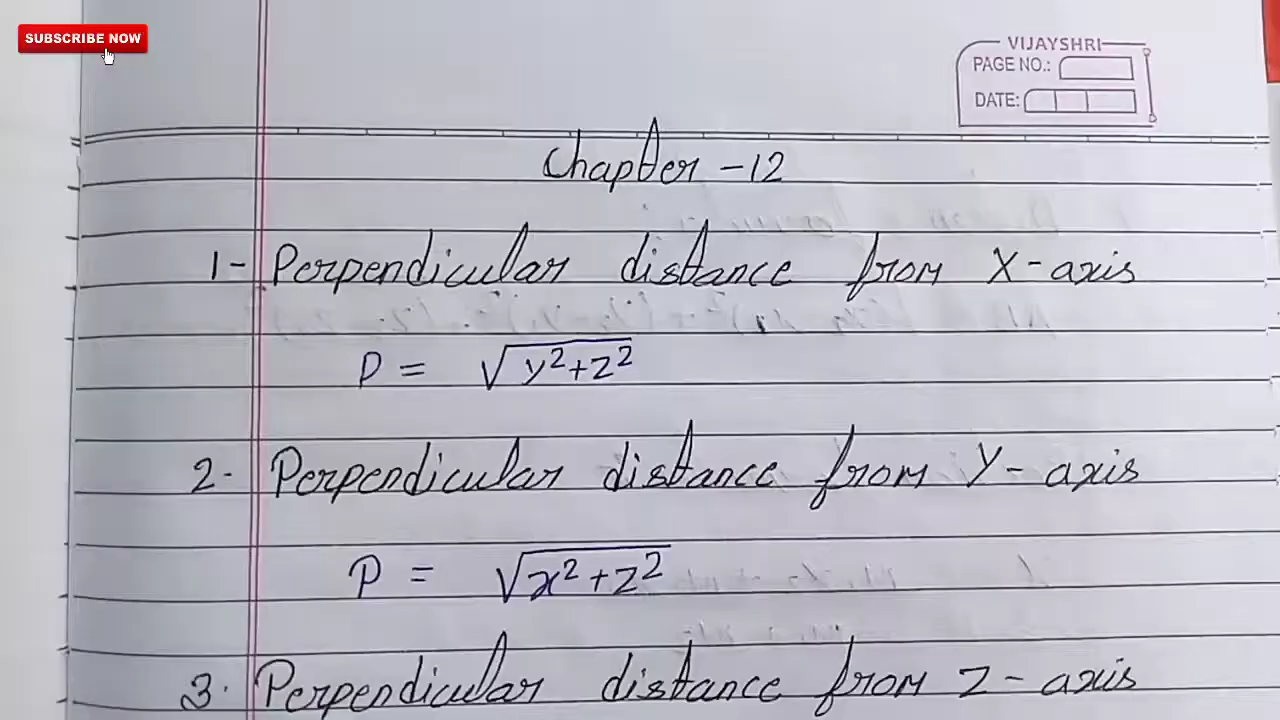 SUBSCRIBE NOW
VIJAYSHRI
PAGE NO.:
DATE:
Chapter -12
1- Perpendicular distance from X-axis
P = √y²+z²
2- Perpendicular distance from Y-axis
P = √x²+z²
3. Perpendicular distance from Z-axis